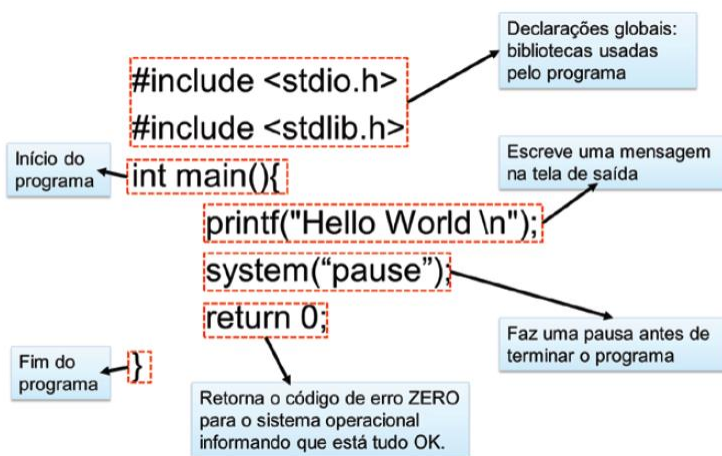 Declarações globais:
bibliotecas usadas
pelo programa
#include <stdio.h>
#include <stdlib.h>
Início do
programa
int main(){
Escreve uma mensagem
na tela de saída
printf("Hello World \n");
system(“pause”);
return 0;
Faz uma pausa antes de
terminar o programa
Fim do
programa
}
Retorna o código de erro ZERO
para o sistema operacional
informando que está tudo OK.